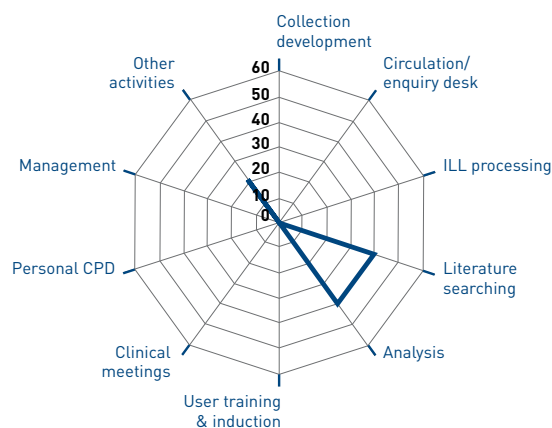 Collection
development
Other
activities
Circulation/
enquiry desk
60
50
40
30
20
10
0
Management
ILL processing
Personal CPD
Literature
searching
Clinical
meetings
Analysis
User training
& induction